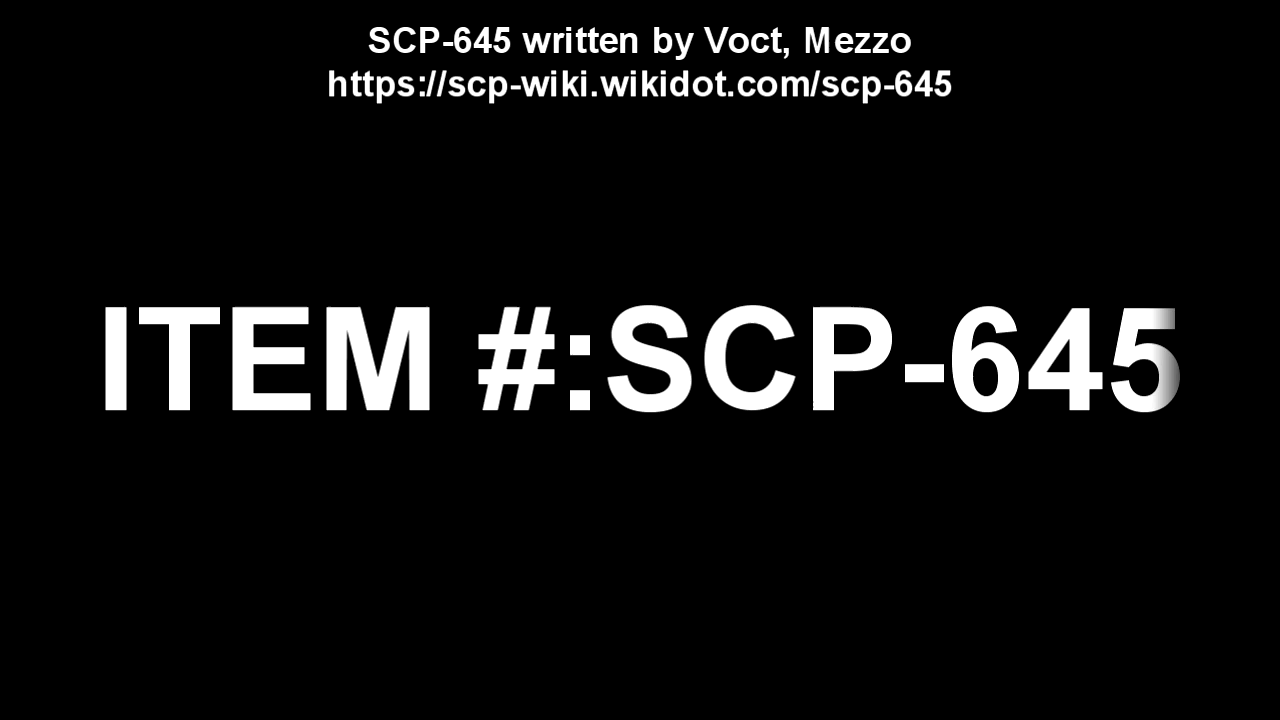 SCP-645 written by Voct, Mezzo
https://scp-wiki.wikidot.com/scp-645
ITEM #:SCP-645